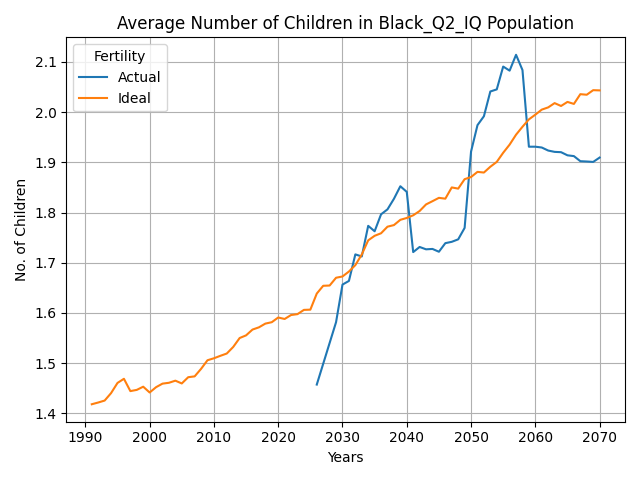 Average Number of Children in Black_Q2_IQ Population
Fertility
Actual
Ideal
No. of Children
2.1
2.0
1.9
1.8
1.7
1.6
1.5
1.4
1990 2000 2010 2020 2030 2040 2050 2060 2070
Years